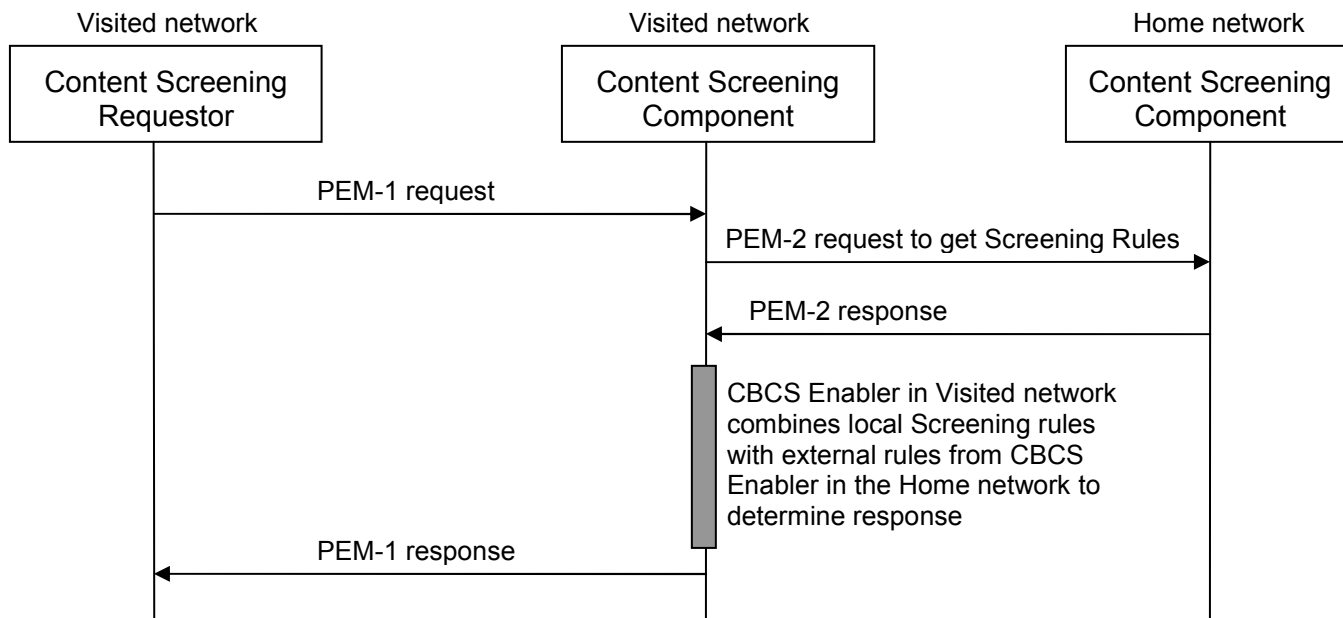 Visited network
Visited network
Home network
Content Screening
Requestor
Content Screening
Component
Content Screening
Component
PEM-1 request
PEM-2 request to get Screening Rules
PEM-2 response
CBCS Enabler in Visited network
combines local Screening rules
with external rules from CBCS
Enabler in the Home network to
determine response
PEM-1 response